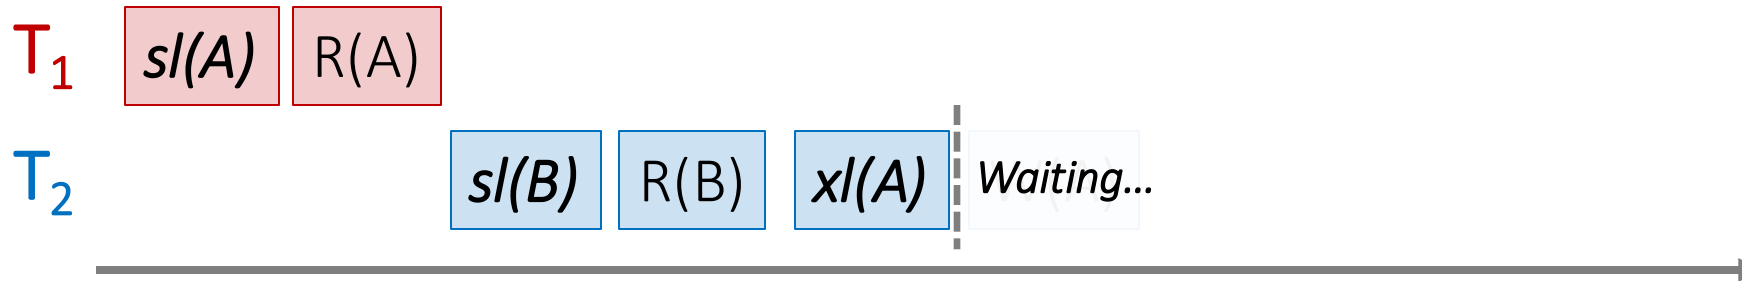 T1 sl(A) R(A)
T2 sl(B) R(B) xl(A) Waiting...